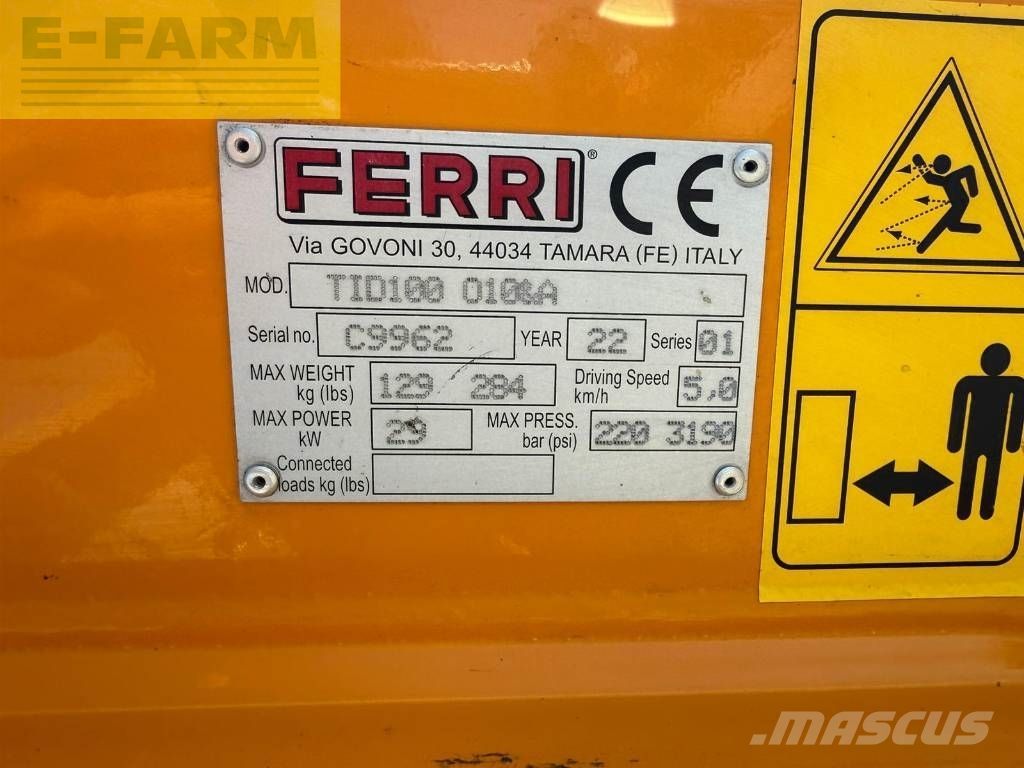 E-FARM
FERRI® CE
Via GOVONI 30, 44034 TAMARA (FE) ITALY
MOD. TID100
Serial no. C9962 YEAR 22 Series 01
MAX WEIGHT kg (lbs) 129 284 Driving Speed km/h 5,0
MAX POWER kW 29 MAX PRESS. bar (psi) 220 3190
Connected loads kg (lbs)
MASCUS